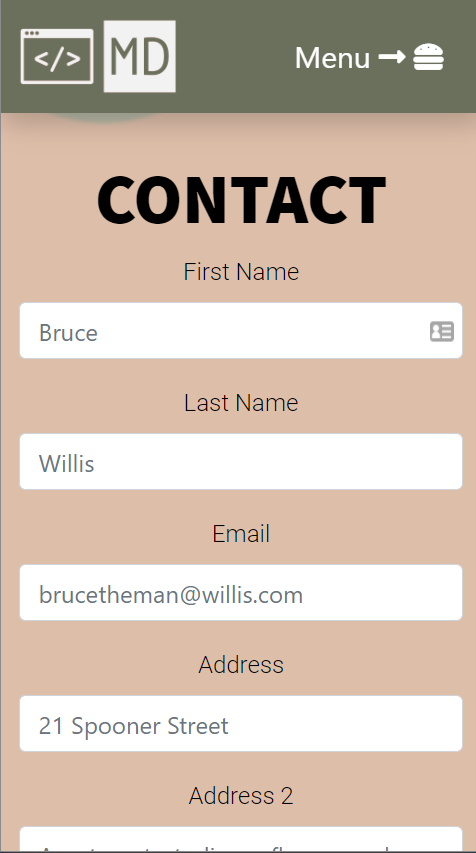 </> MD
Menu
CONTACT
First Name
Bruce
Last Name
Willis
Email
brucetheman@willis.com
Address
21 Spooner Street
Address 2